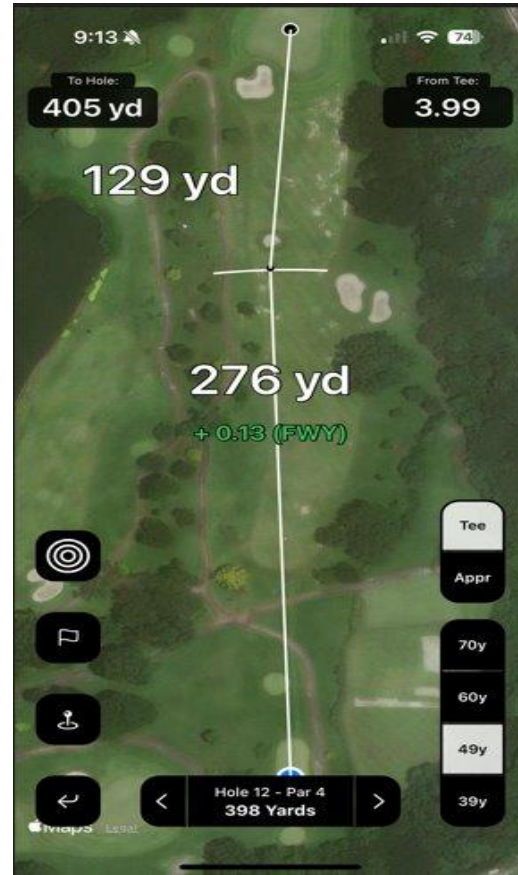 9:13
74
To Hole:
405 yd
From Tee:
3.99
129 yd
276 yd
+ 0.13 (FWY)
Tee
Appr
70y
60y
49y
39y
Hole 12 - Par 4
398 Yards
Maps Legal